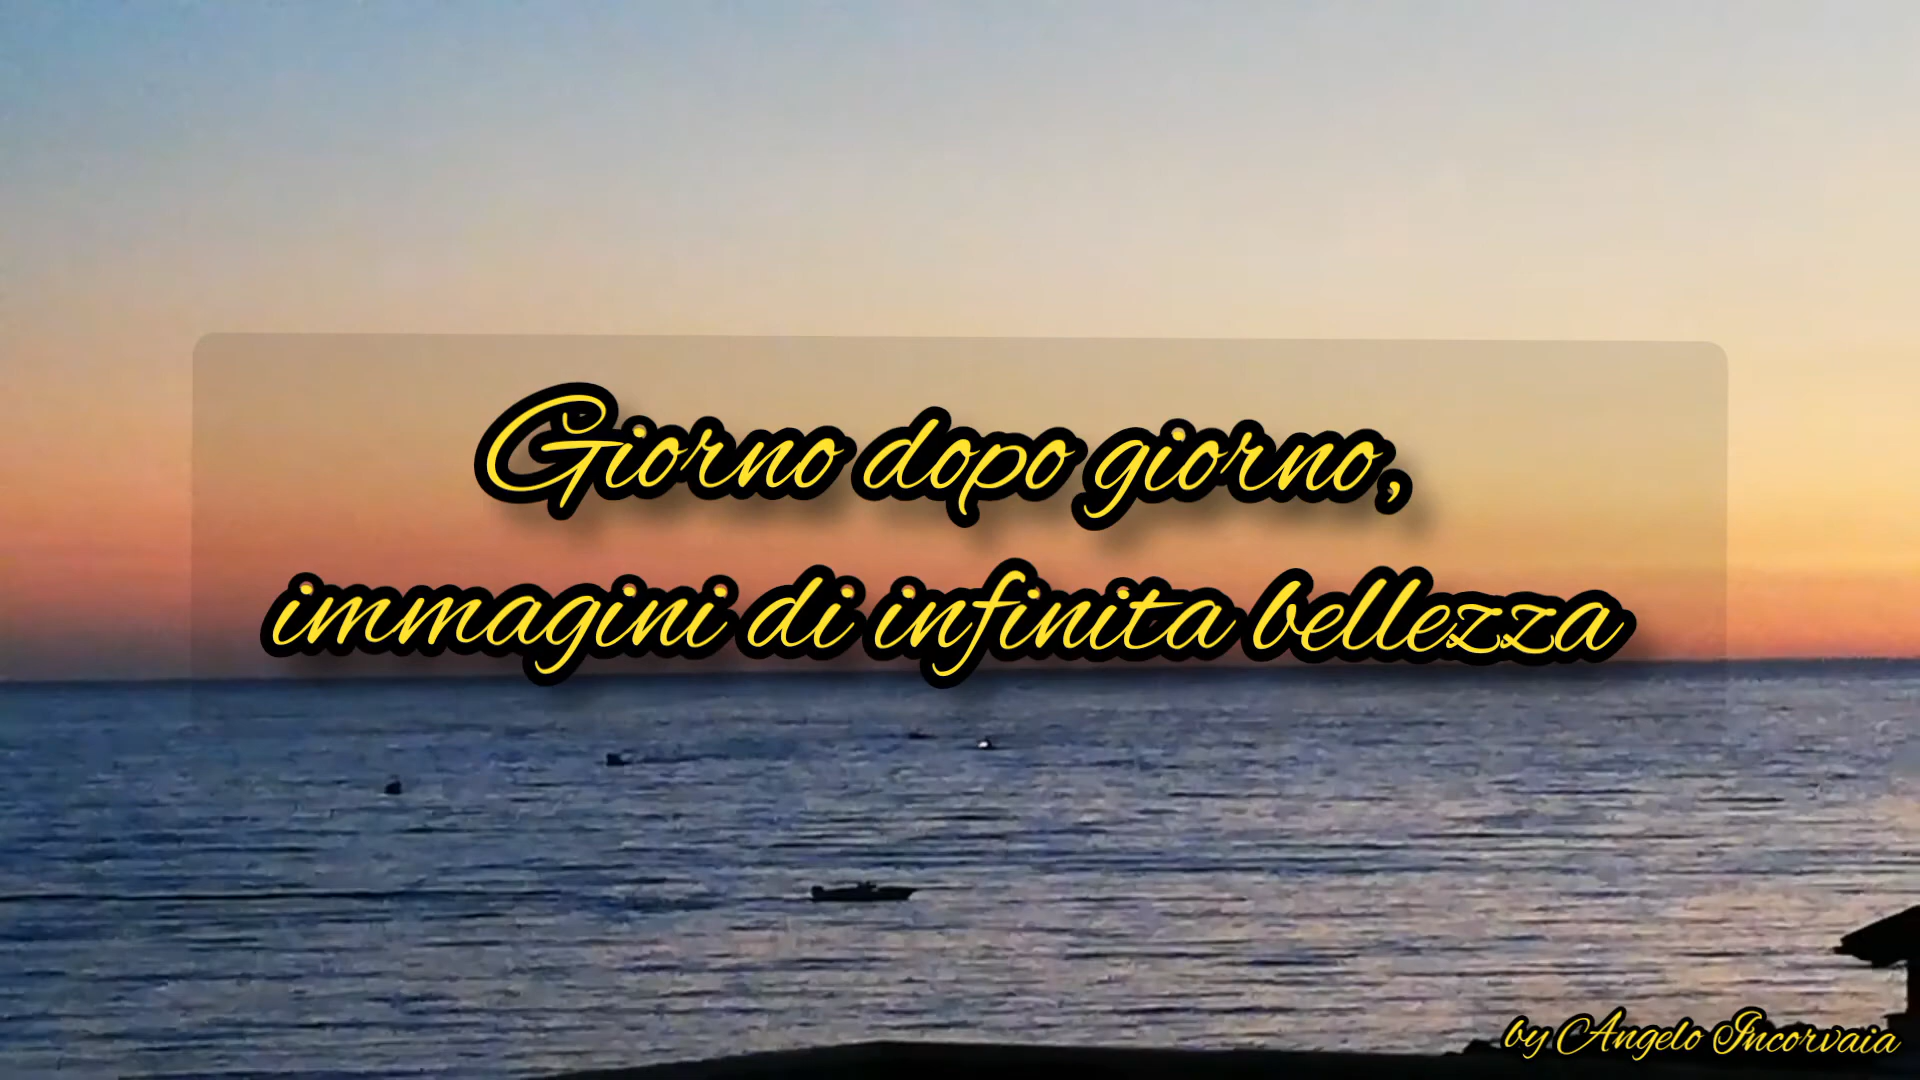 Giorno dopo giorno,
immagini di infinita bellezza
by Angelo Incorvaia